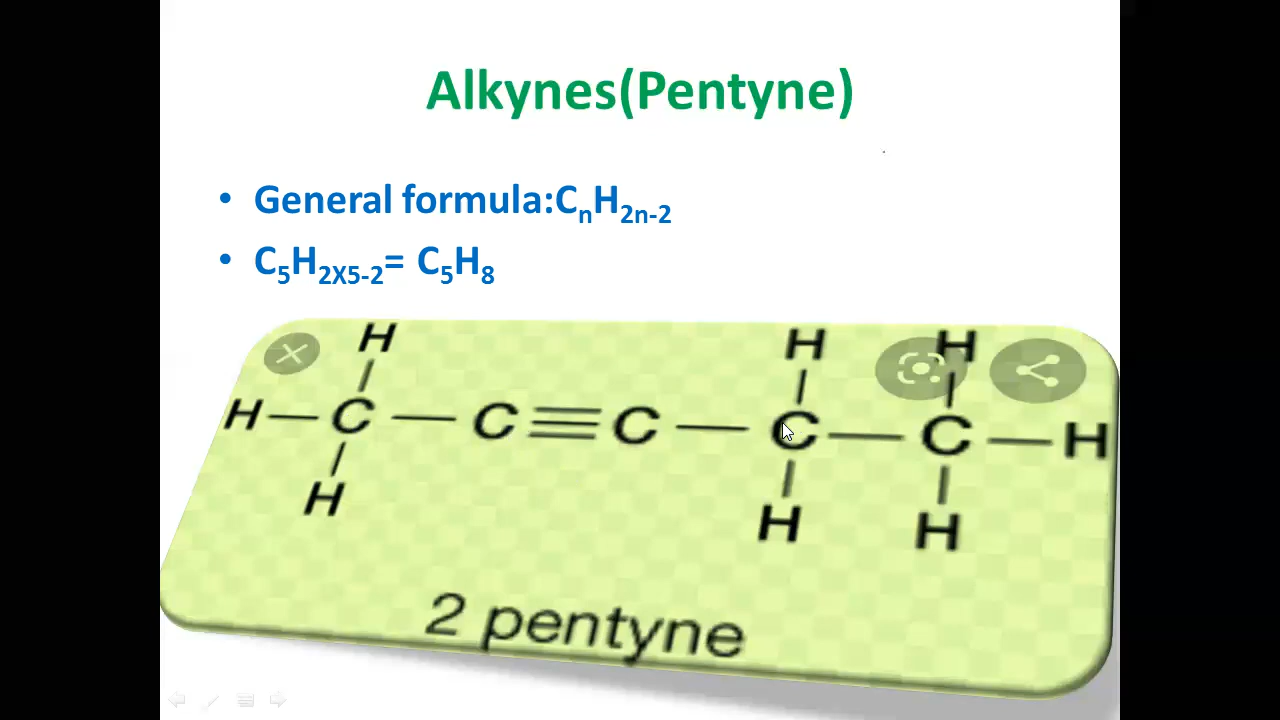 Alkynes(Pentyne)
• General formula:CₙH₂ₙ₋₂
• C₅H₂X₅₋₂= C₅H₈
H H H
H—C—C≡C—C—C—H
H H H
2 pentyne